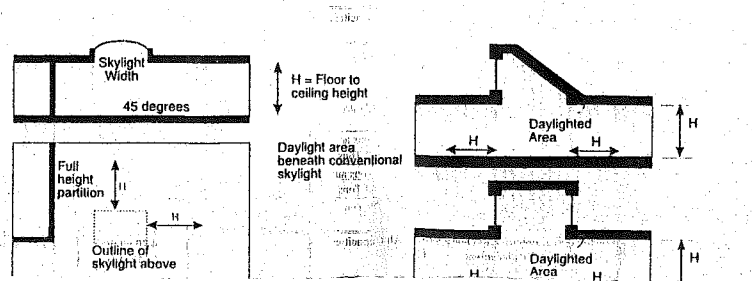 Skylight
Width
H = Floor to
ceiling height
45 degrees
Full
height
partition
H
H
Outline of
skylight above
Daylight area
beneath conventional
skylight
Daylighted
Area
H
H
H
Daylighted
Area
H
H
H